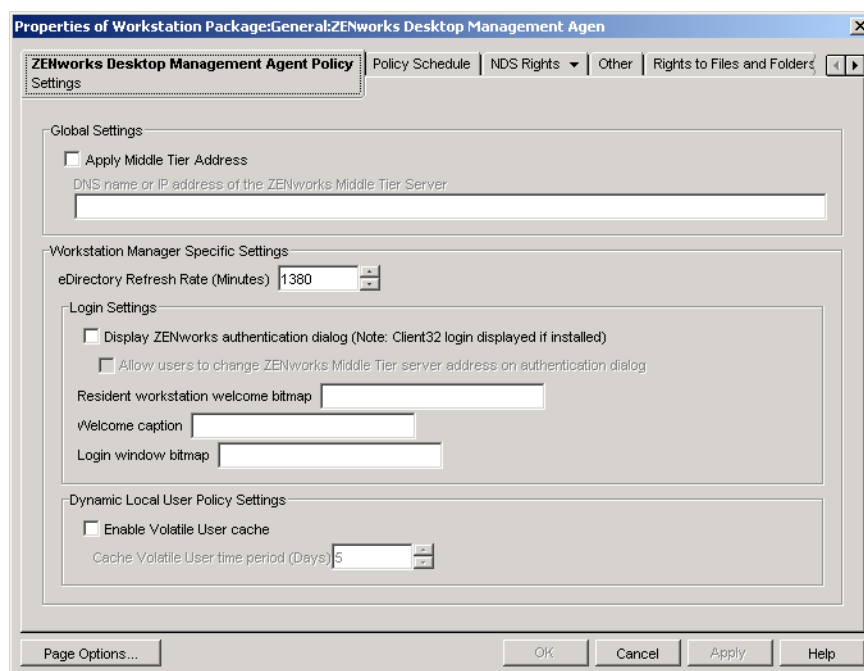 Properties of Workstation Package:General:ZENworks Desktop Management Agen
ZENworks Desktop Management Agent Policy
Settings
Policy Schedule
NDS Rights
Other
Rights to Files and Folders
Global Settings
Apply Middle Tier Address
DNS name or IP address of the ZENworks Middle Tier Server
Workstation Manager Specific Settings
eDirectory Refresh Rate (Minutes) 1380
Login Settings
Display ZENworks authentication dialog (Note: Client32 login displayed if installed)
Allow users to change ZENworks Middle Tier server address on authentication dialog
Resident workstation welcome bitmap
Welcome caption
Login window bitmap
Dynamic Local User Policy Settings
Enable Volatile User cache
Cache Volatile User time period (Days) 5
Page Options...
OK
Cancel
Apply
Help